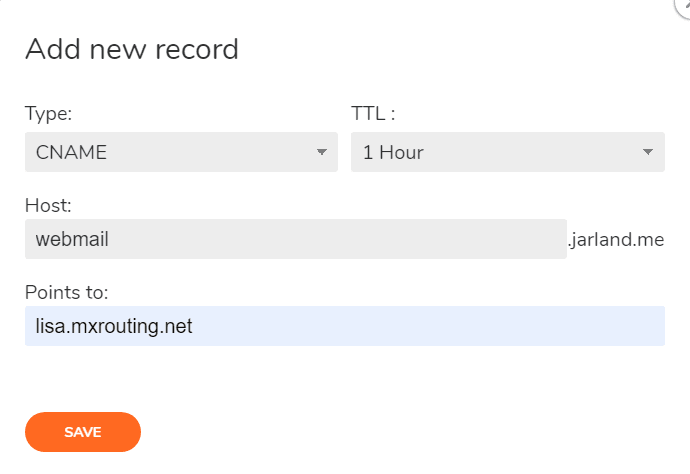 Add new record
Type:
TTL :
CNAME
1 Hour
Host:
webmail
.jarland.me
Points to:
lisa.mxrouting.net
SAVE